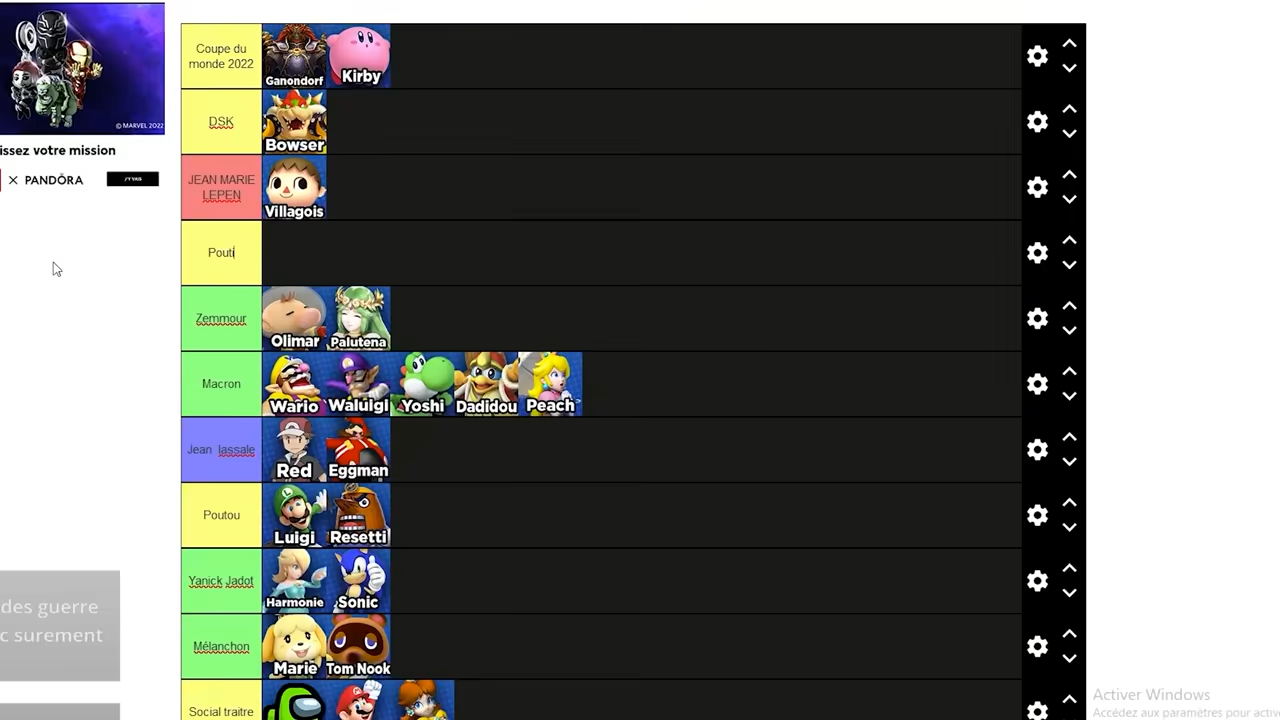 © MARVEL 2022
issez votre mission
PANDÔRA
J'Y VAIS
Coupe du
monde 2022
Ganondorf
Kirby
DSK
Bowser
JEAN MARIE
LEPEN
Villagois
Pouti
Zemmour
Olimar
Palutena
Macron
Wario
Waluigi
Yoshi
Dadidou
Peach
Jean lassale
Red
Eggman
Poutou
Luigi
Resetti
Yanick Jadot
Harmonie
Sonic
des guerre
c surement
Mélanchon
Marie
Tom Nook
Social traitre
Activer Windows
Accédez aux paramètres pour active